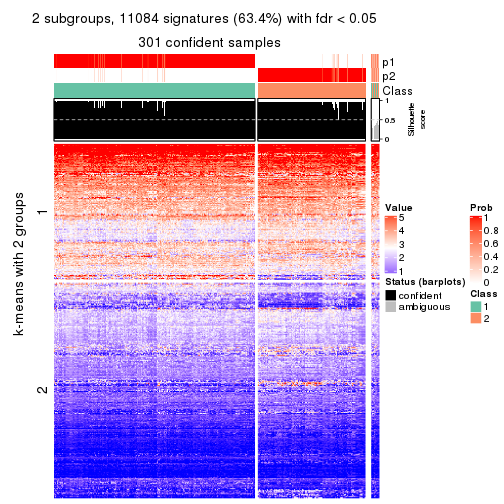 2 subgroups, 11084 signatures (63.4%) with fdr < 0.05
301 confident samples
p1
p2
Class
1
0.5
0
Silhouette
score
k-means with 2 groups
1
2
Value
5
4
3
2
1
Status (barplots)
confident
ambiguous
Prob
1
0.8
0.6
0.4
0.2
0
Class
1
2